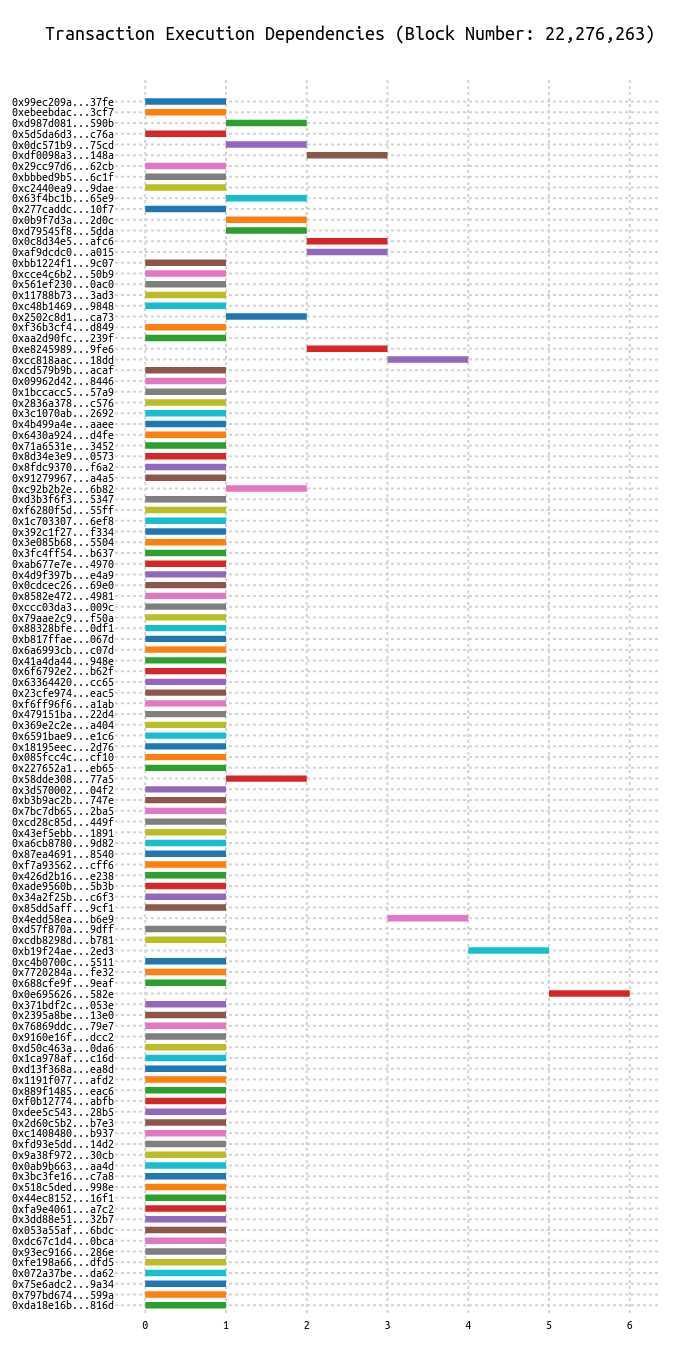 Transaction Execution Dependencies (Block Number: 22,276,263)
0x99ec209a...37fe
0xebeebdac...3cf7
0xd987d081...590b
0x5d5da6d3...c76a
0x0dc571b9...75cd
0xdf0098a3...148a
0x29cc97d6...62cb
0xbbbed9b5...6c1f
0xc2440ea9...9dae
0x63f4bc1b...65e9
0x277caddc...10f7
0x0b9f7d3a...2d0c
0xd79545f8...5dda
0x0c8d34e5...afc6
0xaf9dcdc0...a015
0xbb1224f1...9c07
0xcce4c6b2...50b9
0x561ef230...0ac0
0x11788b73...3ad3
0xc48b1469...9848
0x2502c8d1...ca73
0xf36b3cf4...d849
0xaa2d90fc...239f
0xe8245989...9fe6
0xcc818aac...18dd
0xcd579b9b...acaf
0x09962d42...8446
0x1bccacc5...57a9
0x2836a378...c576
0x3c1070ab...2692
0x4b499a4e...aaee
0x6430a924...d4fe
0x71a6531e...3452
0x8d34e3e9...0573
0x8fdc9370...f6a2
0x91279967...a4a5
0xc92b2b2e...6b82
0xd3b3f6f3...5347
0xf6280f5d...55ff
0x1c703307...6ef8
0x392c1f27...f334
0x3e085b68...5504
0x3fc4ff54...b637
0xab677e7e...4970
0x4d9f397b...e4a9
0x0cdcec26...69e0
0x8582e472...4981
0xccc03da3...009c
0x79aae2c9...f50a
0x88328bfe...0df1
0xb817ffae...067d
0x6a6993cb...c07d
0x41a4da44...948e
0x6f6792e2...b62f
0x63364420...cc65
0x23cfe974...eac5
0xf6ff96f6...a1ab
0x479151ba...22d4
0x369e2c2e...a404
0x6591bae9...e1c6
0x18195eec...2d76
0x085fcc4c...cf10
0x227652a1...eb65
0x58dde308...77a5
0x3d570002...04f2
0xb3b9ac2b...747e
0x7bc7db65...2ba5
0xcd28c85d...449f
0x43ef5ebb...1891
0xa6cb8780...9d82
0x87ea4691...8540
0xf7a93562...cff6
0x426d2b16...e238
0xade9560b...5b3b
0x34a2f25b...c6f3
0x85dd5aff...9cf1
0x4edd58ea...b6e9
0xd57f870a...9dff
0xcdb8298d...b781
0xb19f24ae...2ed3
0xc4b0700c...5511
0x7720284a...fe32
0x688cfe9f...9eaf
0x0e695626...582e
0x371bdf2c...053e
0x2395a8be...13e0
0x76869ddc...79e7
0x9160e16f...dcc2
0xd50c463a...0da6
0x1ca978af...c16d
0xd13f368a...ea8d
0x1191f077...afd2
0x889f1485...eac6
0xf0b12774...abfb
0xdee5c543...28b5
0x2d60c5b2...b7e3
0xc1408480...b937
0xfd93e5dd...14d2
0x9a38f972...30cb
0x0ab9b663...aa4d
0x3bc3fe16...c7a8
0x518c5ded...998e
0x44ec8152...16f1
0xfa9e4061...a7c2
0x3dd88e51...32b7
0x053a55af...6bdc
0xdc67c1d4...0bca
0x93ec9166...286e
0xfe198a66...dfd5
0x072a37be...da62
0x75e6adc2...9a34
0x797bd674...599a
0xda18e16b...816d
0 1 2 3 4 5 6